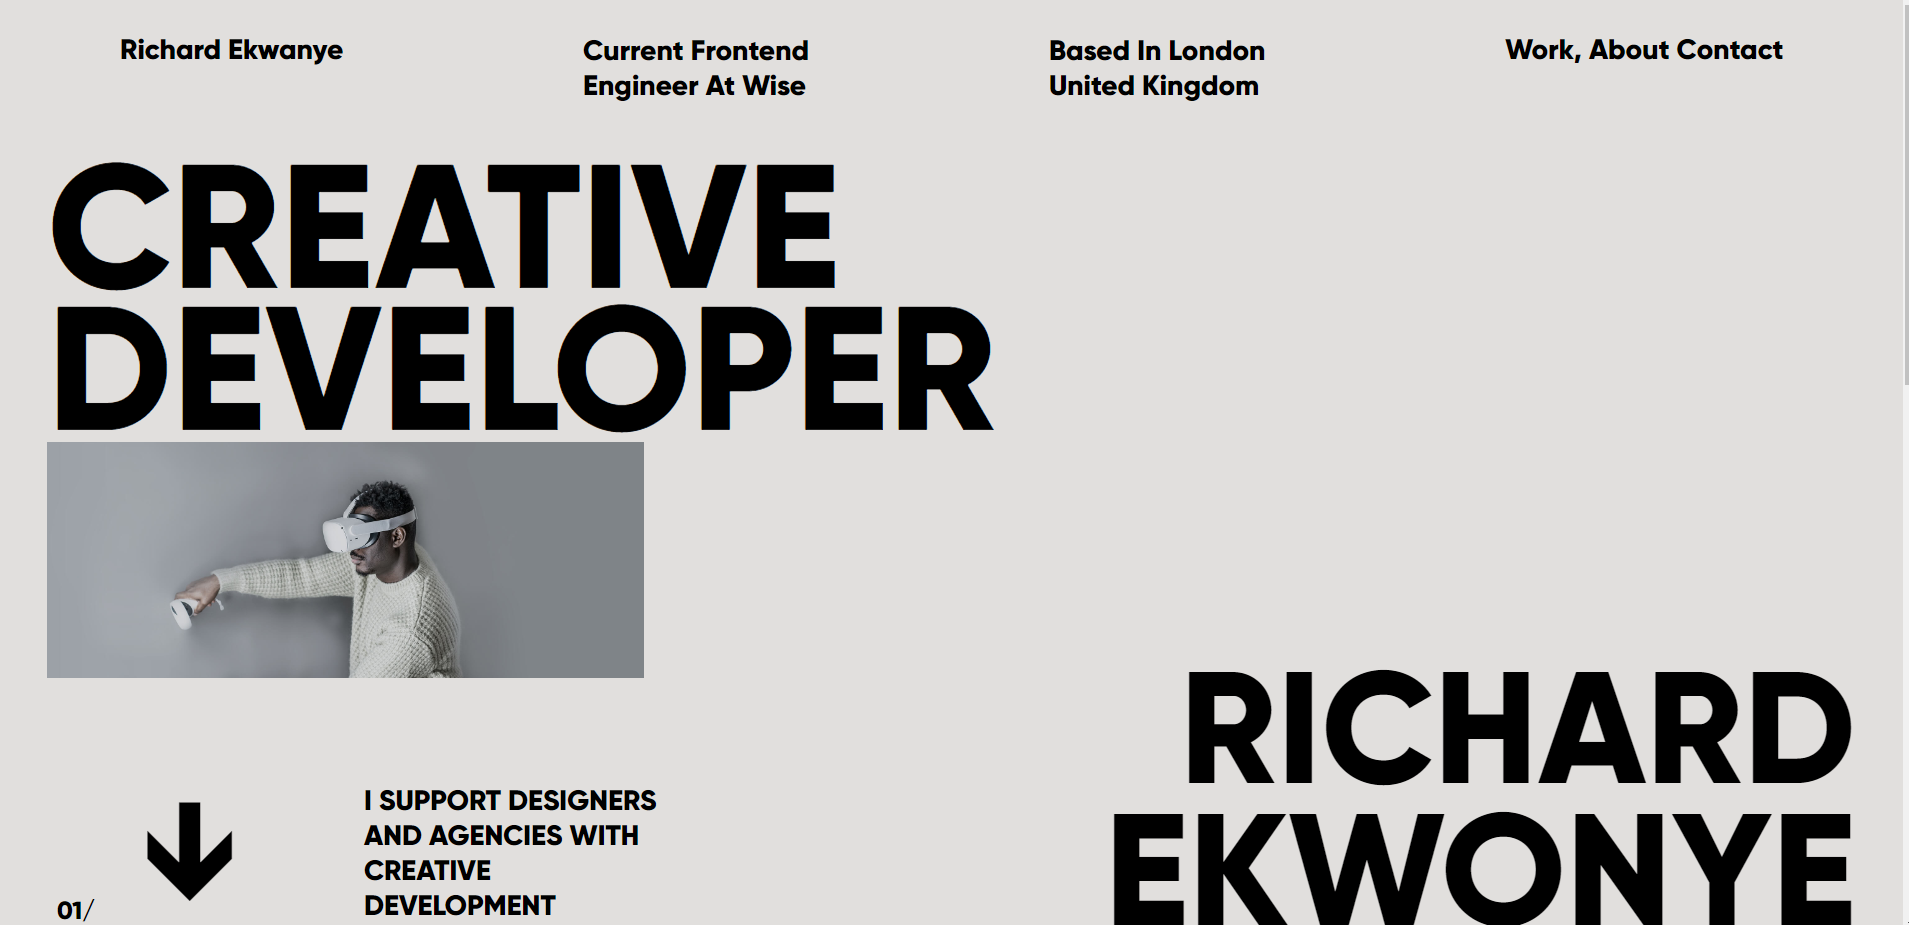 Richard Ekwanye
Current Frontend
Engineer At Wise
Based In London
United Kingdom
Work, About Contact
CREATIVE
DEVELOPER
RICHARD
EKWONYE
I SUPPORT DESIGNERS
AND AGENCIES WITH
CREATIVE
DEVELOPMENT
01/